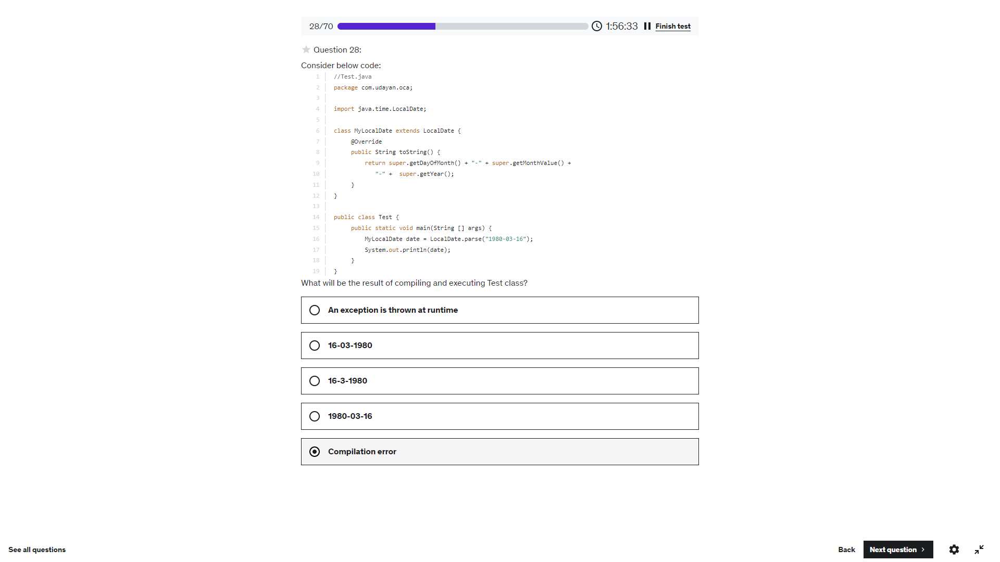 28/70 1:56:33 Finish test
Question 28:
Consider below code:
1 //Test.java
2 package com.udayan.oca;
3
4 import java.time.LocalDate;
5
6 class MyLocalDate extends LocalDate {
7 @Override
8 public String toString() {
9 return super.getDayOfMonth() + "-" + super.getMonthValue() +
10 "-" +  super.getYear();
11 }
12 }
13
14 public class Test {
15 public static void main(String [] args) {
16 MyLocalDate date = LocalDate.parse("1980-03-16");
17 System.out.println(date);
18 }
19 }
What will be the result of compiling and executing Test class?
An exception is thrown at runtime
16-03-1980
16-3-1980
1980-03-16
Compilation error
See all questions Back Next question